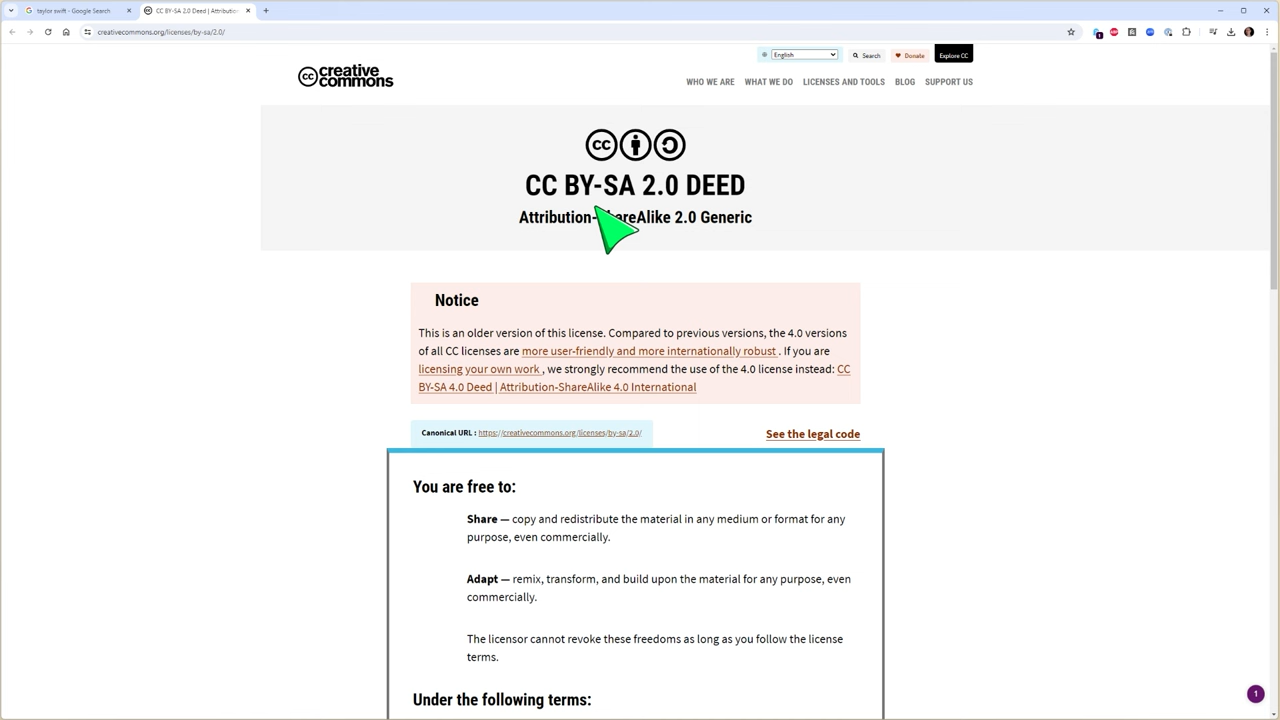 taylor swift - Google Search
CC BY-SA 2.0 Deed | Attribution-
creativecommons.org/licenses/by-sa/2.0/
English
Search
Donate
Explore CC
cc creative
commons
WHO WE ARE
WHAT WE DO
LICENSES AND TOOLS
BLOG
SUPPORT US
cc
CC BY-SA 2.0 DEED
Attribution-ShareAlike 2.0 Generic
Notice
This is an older version of this license. Compared to previous versions, the 4.0 versions
of all CC licenses are more user-friendly and more internationally robust . If you are
licensing your own work , we strongly recommend the use of the 4.0 license instead: CC
BY-SA 4.0 Deed | Attribution-ShareAlike 4.0 International
Canonical URL : https://creativecommons.org/licenses/by-sa/2.0/
See the legal code
You are free to:
Share — copy and redistribute the material in any medium or format for any
purpose, even commercially.
Adapt — remix, transform, and build upon the material for any purpose, even
commercially.
The licensor cannot revoke these freedoms as long as you follow the license
terms.
Under the following terms:
1